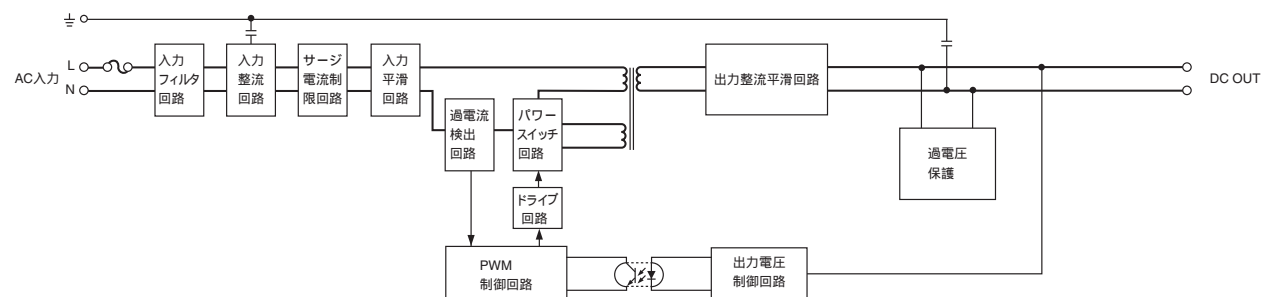 AC入力
L
N
入力
フィルタ
回路
入力
整流
回路
サージ
電流制
限回路
入力
平滑
回路
過電流
検出
回路
パワー
スイッチ
回路
ドライブ
回路
PWM
制御回路
出力整流平滑回路
DC OUT
過電圧
保護
出力電圧
制御回路